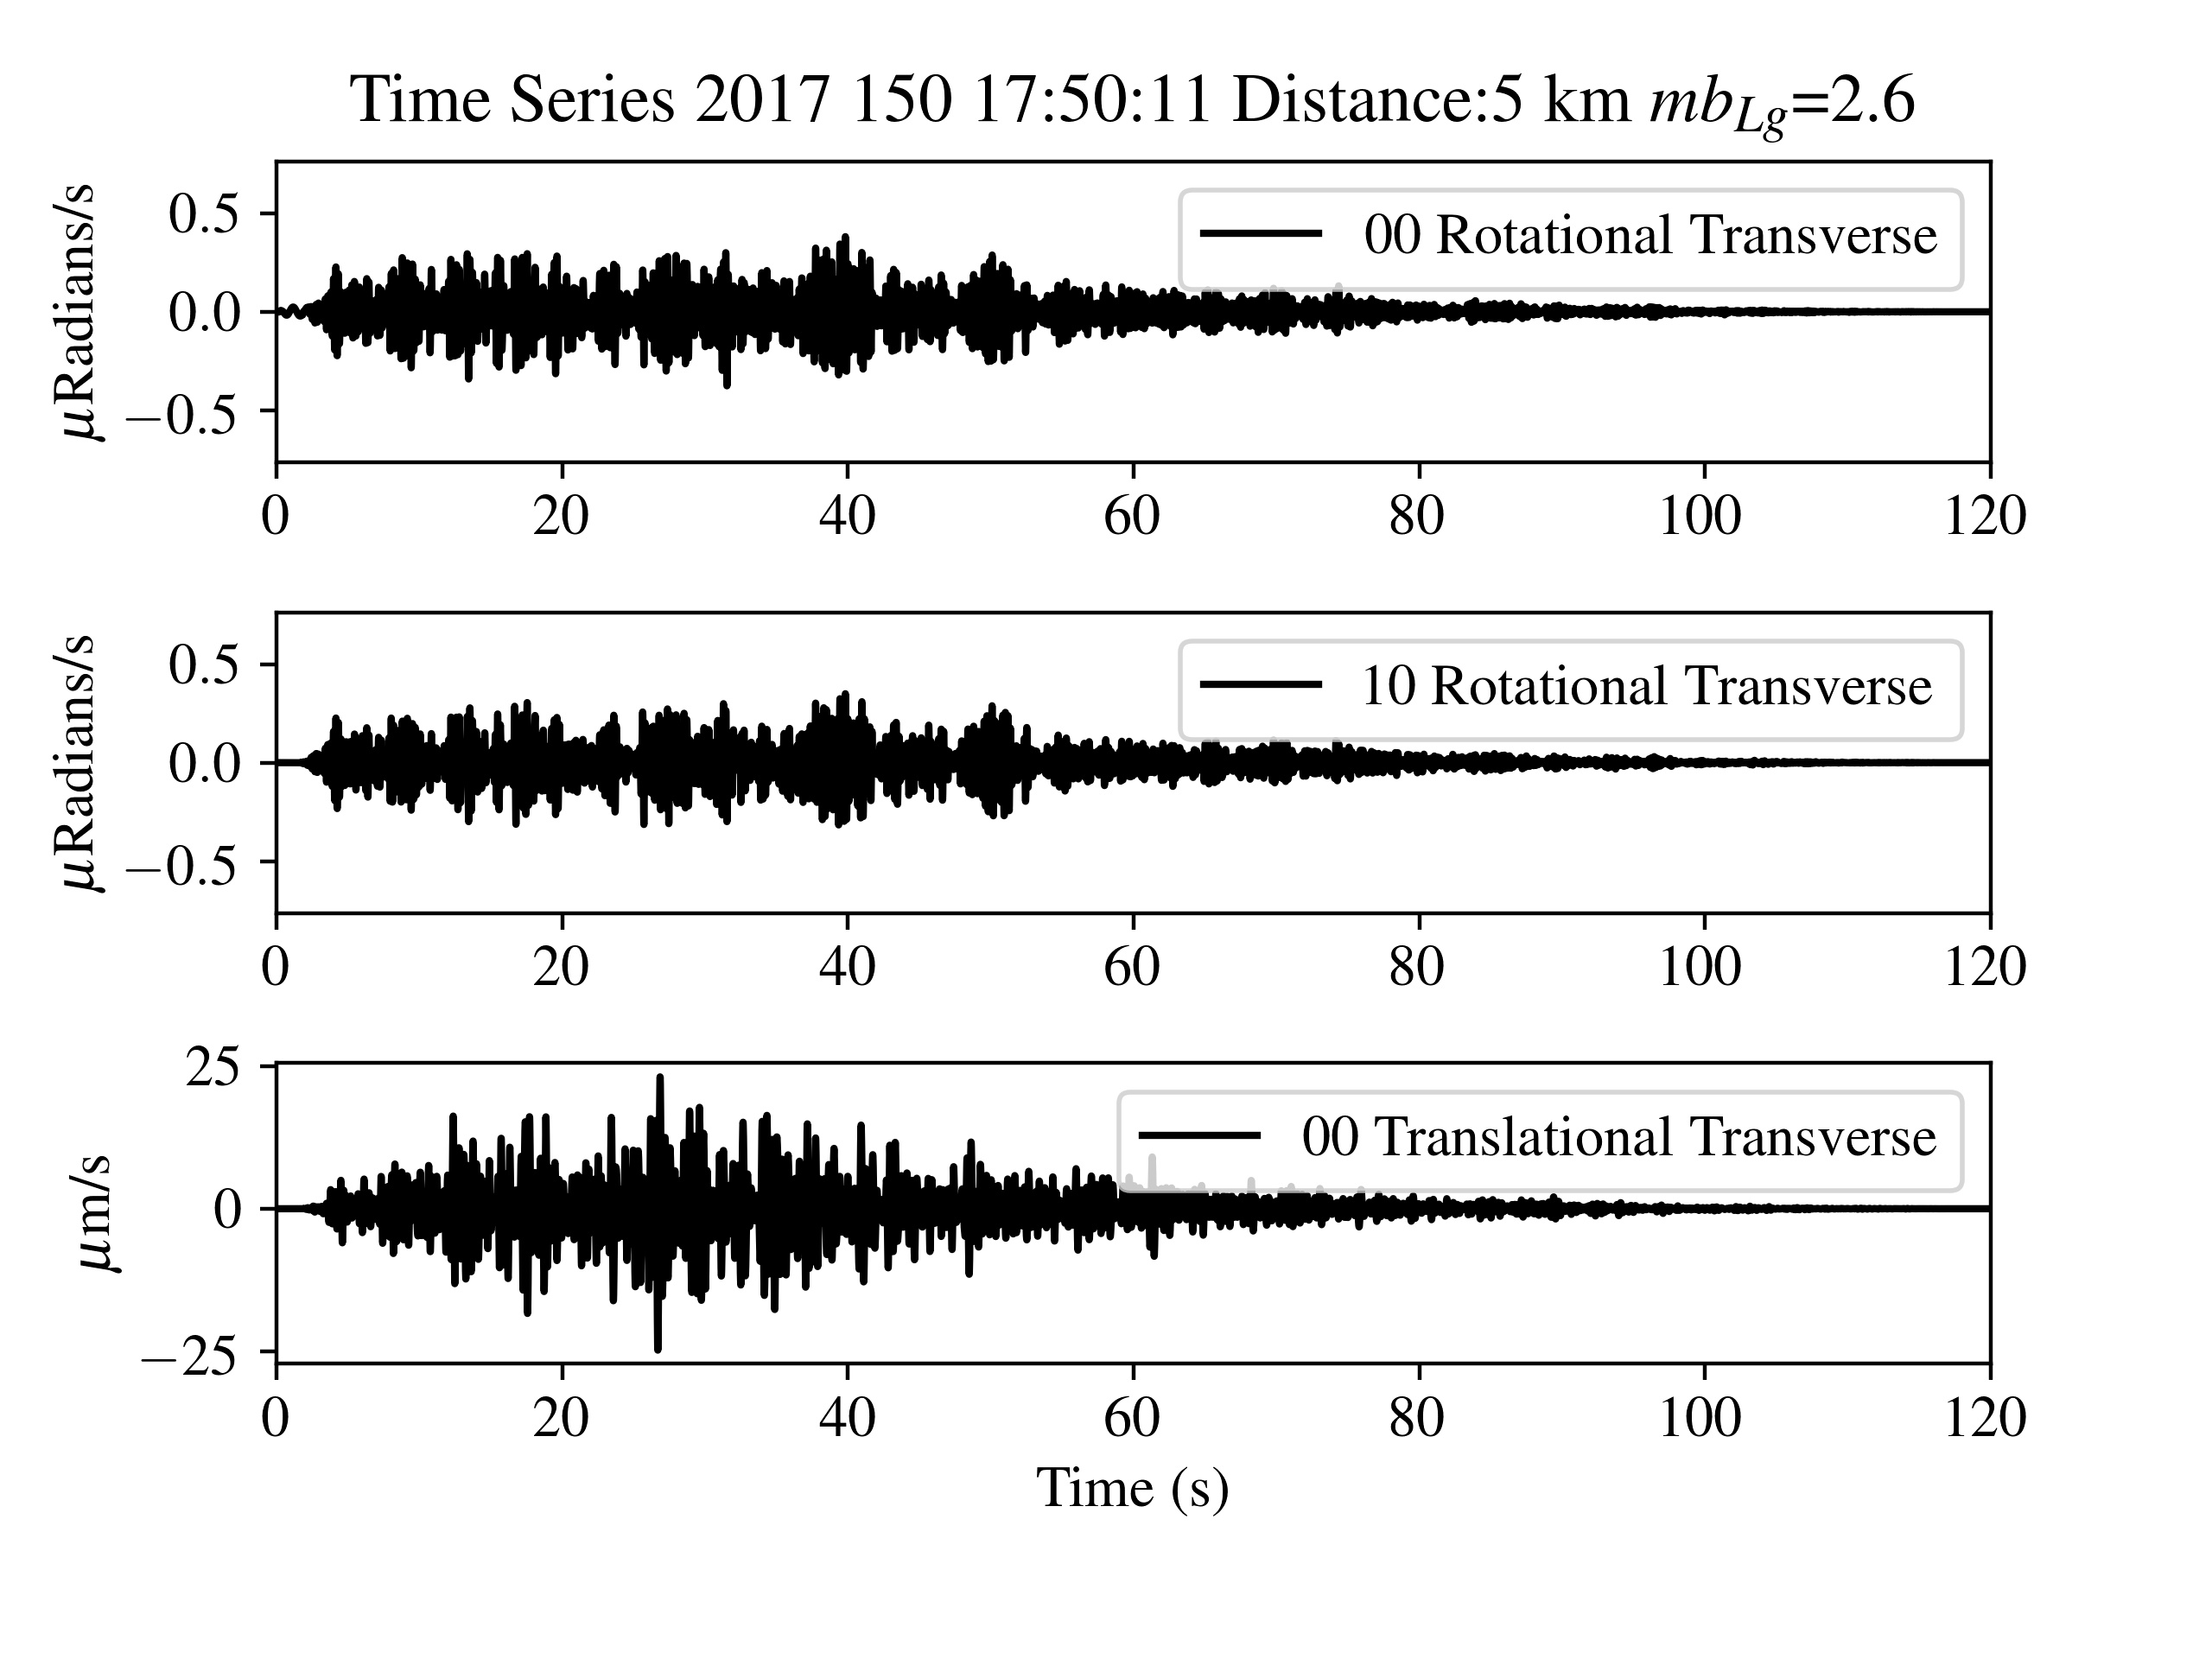 Time Series 2017 150 17:50:11 Distance:5 km mb_Lg=2.6
µRadians/s
0.5
0.0
−0.5
00 Rotational Transverse
0 20 40 60 80 100 120
µRadians/s
0.5
0.0
−0.5
10 Rotational Transverse
0 20 40 60 80 100 120
µm/s
25
0
−25
00 Translational Transverse
0 20 40 60 80 100 120
Time (s)